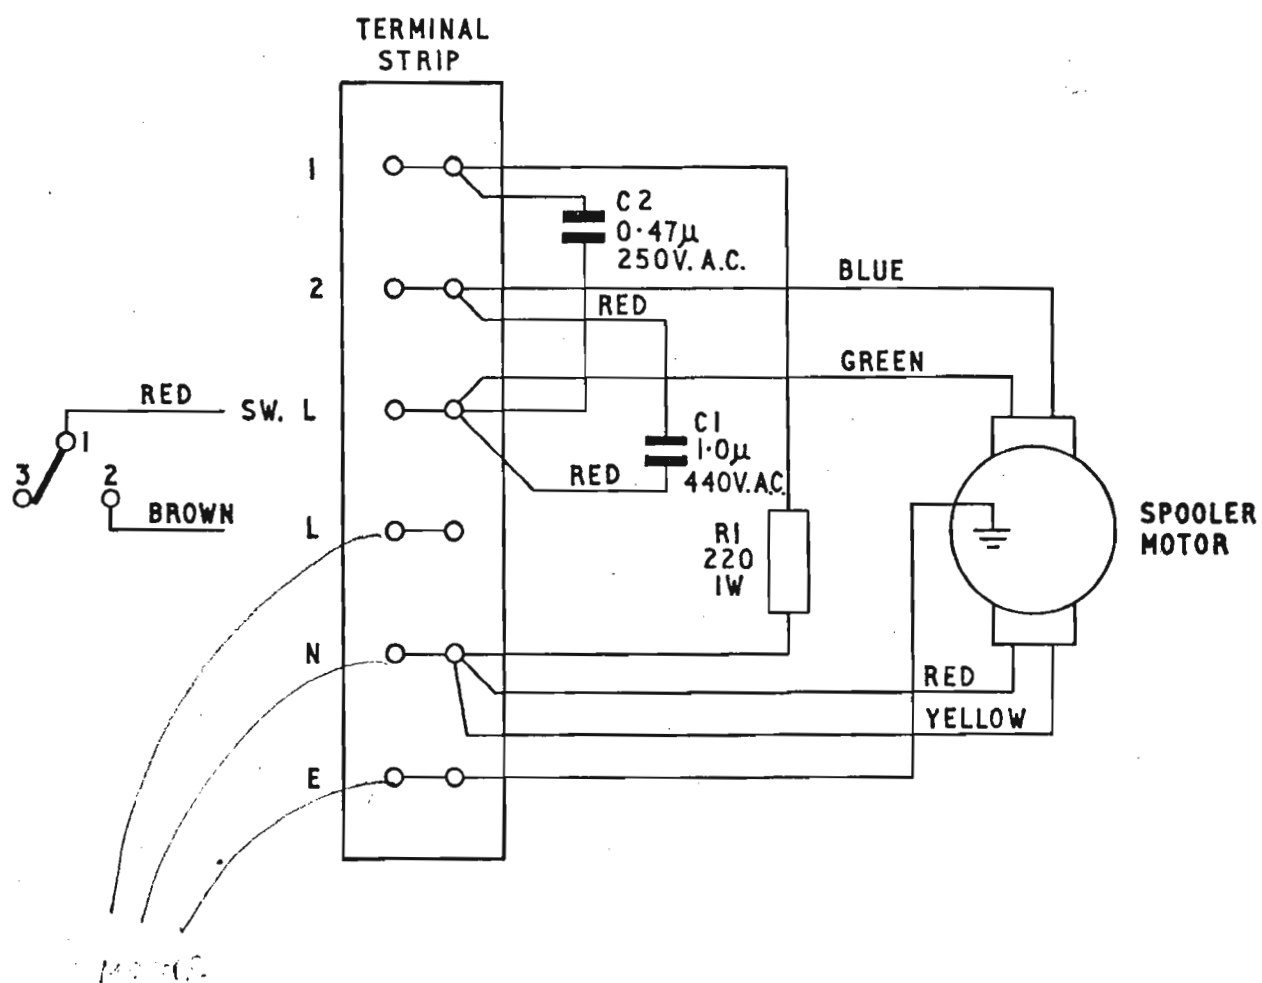 TERMINAL
STRIP
1
C2
0.47µ
250V. A.C.
2
BLUE
RED
GREEN
RED
SW. L
1
C1
1.0µ
440V. A.C.
3
2
RED
BROWN
L
R1
220
1W
SPOOLER
MOTOR
N
RED
YELLOW
E